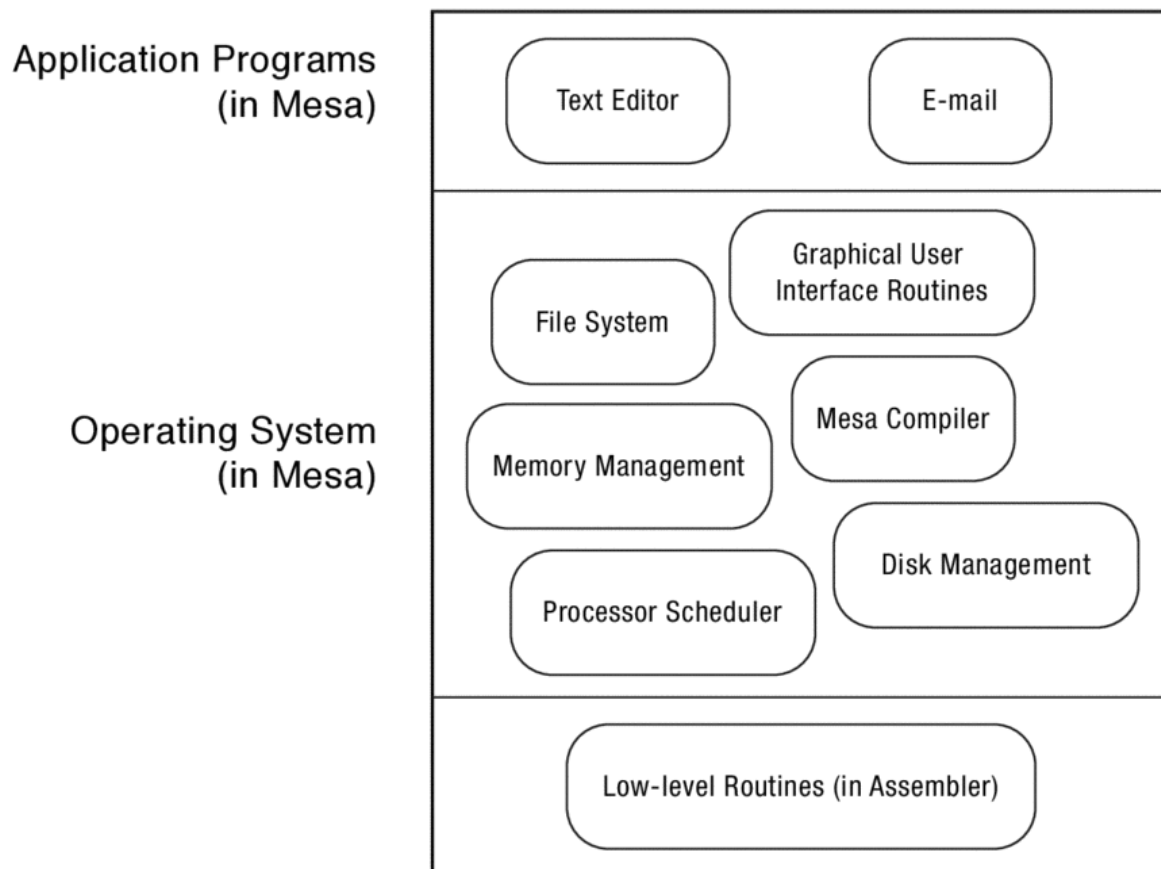 Application Programs
(in Mesa)
Text Editor
E-mail
Operating System
(in Mesa)
Graphical User
Interface Routines
File System
Mesa Compiler
Memory Management
Disk Management
Processor Scheduler
Low-level Routines (in Assembler)